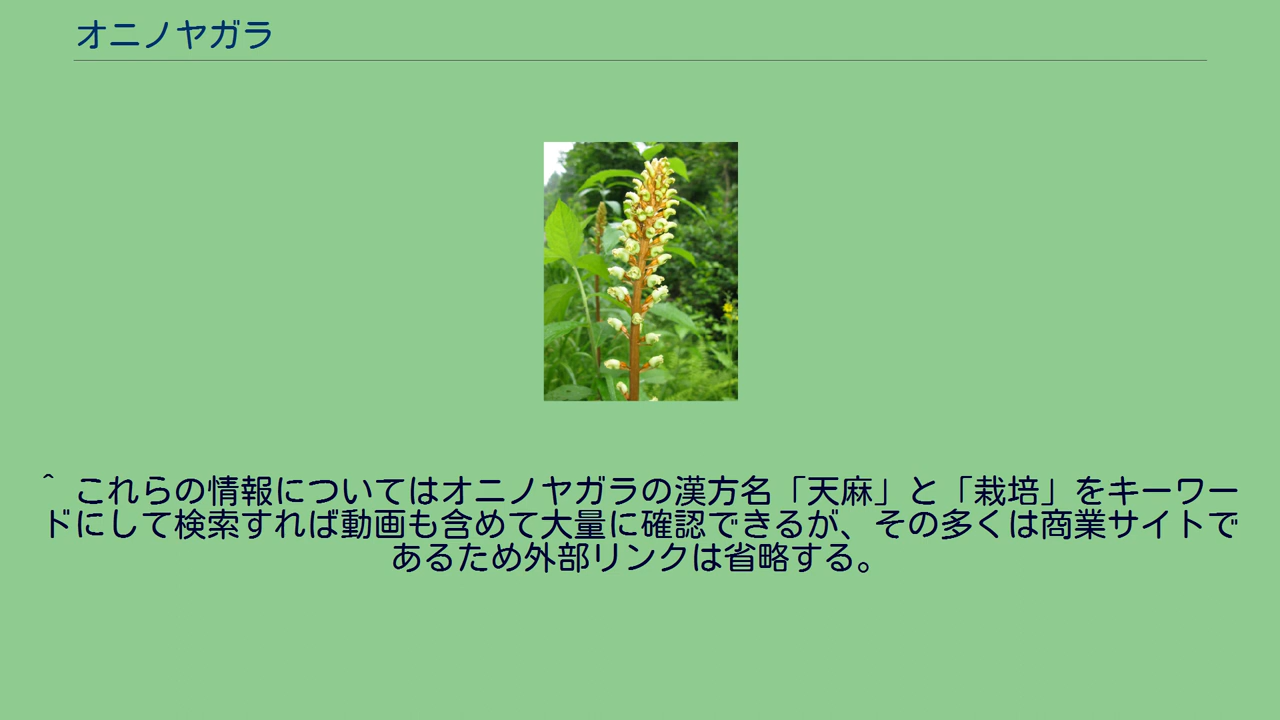 オニノヤガラ
^ これらの情報についてはオニノヤガラの漢方名「天麻」と「栽培」をキーワー
ドにして検索すれば動画も含めて大量に確認できるが、その多くは商業サイトで
あるため外部リンクは省略する。